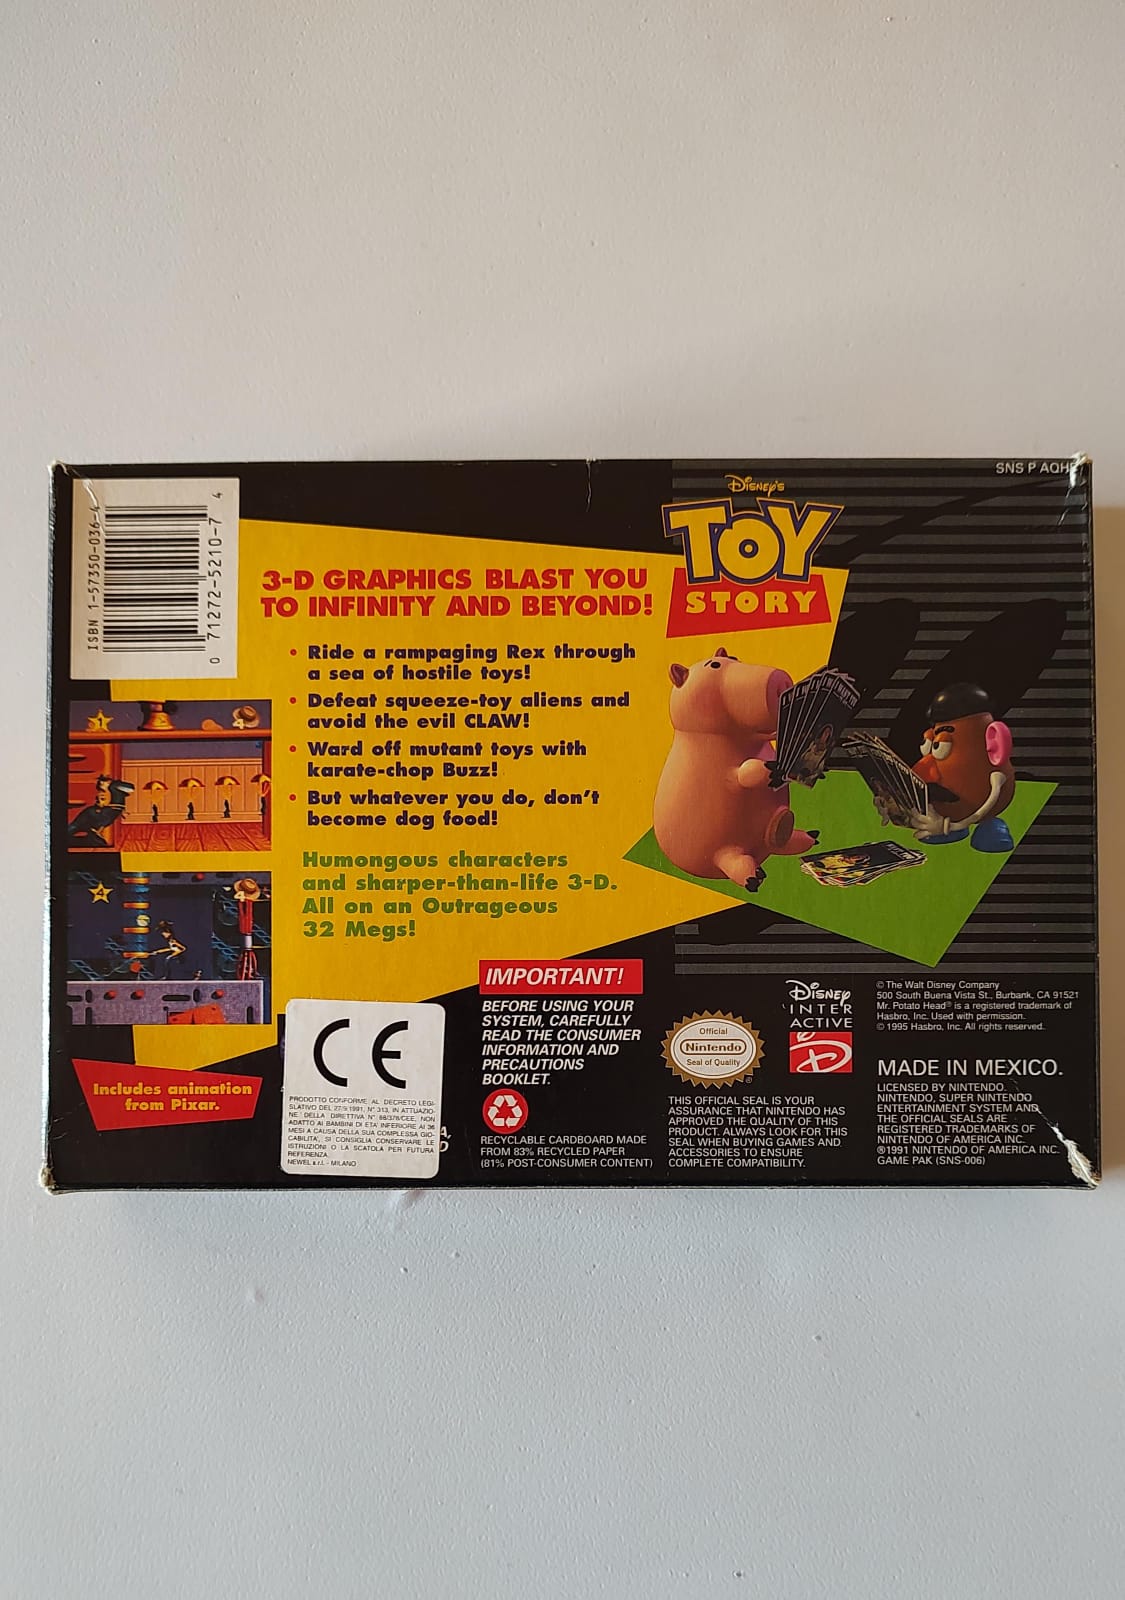 SNS P AQHE
ISBN 1-57350-036-4
0 71272-5210-7 4
Disney's
TOY
STORY
3-D GRAPHICS BLAST YOU
TO INFINITY AND BEYOND!
• Ride a rampaging Rex through
a sea of hostile toys!
• Defeat squeeze-toy aliens and
avoid the evil CLAW!
• Ward off mutant toys with
karate-chop Buzz!
• But whatever you do, don't
become dog food!
Humongous characters
and sharper-than-life 3-D.
All on an Outrageous
32 Megs!
4
4
Includes animation
from Pixar.
CE
PRODOTTO CONFORME AL DECRETO LEGI-
SLATIVO DEL 27/9/1991, N° 313, IN ATTUAZIO-
NE DELLA DIRETTIVA N° 88/378/CEE, NON
ADATTO AI BAMBINI DI ETA' INFERIORE AI 36
MESI A CAUSA DELLA SUA COMPLESSA GIO-
CABILITA', SI CONSIGLIA CONSERVARE LE
ISTRUZIONI O LA SCATOLA PER FUTURA
REFERENZA.
NEWEL s.r.l. - MILANO
IMPORTANT!
BEFORE USING YOUR
SYSTEM, CAREFULLY
READ THE CONSUMER
INFORMATION AND
PRECAUTIONS
BOOKLET.
RECYCLABLE CARDBOARD MADE
FROM 83% RECYCLED PAPER
(81% POST-CONSUMER CONTENT)
Official
Nintendo
Seal of Quality
®
THIS OFFICIAL SEAL IS YOUR
ASSURANCE THAT NINTENDO HAS
APPROVED THE QUALITY OF THIS
PRODUCT. ALWAYS LOOK FOR THIS
SEAL WHEN BUYING GAMES AND
ACCESSORIES TO ENSURE
COMPLETE COMPATIBILITY.
Disney
INTER
ACTIVE
D
© The Walt Disney Company
500 South Buena Vista St., Burbank, CA 91521
Mr. Potato Head® is a registered trademark of
Hasbro, Inc. Used with permission.
© 1995 Hasbro, Inc. All rights reserved.
MADE IN MEXICO.
LICENSED BY NINTENDO.
NINTENDO, SUPER NINTENDO
ENTERTAINMENT SYSTEM AND
THE OFFICIAL SEALS ARE
REGISTERED TRADEMARKS OF
NINTENDO OF AMERICA INC.
©1991 NINTENDO OF AMERICA INC.
GAME PAK (SNS-006)